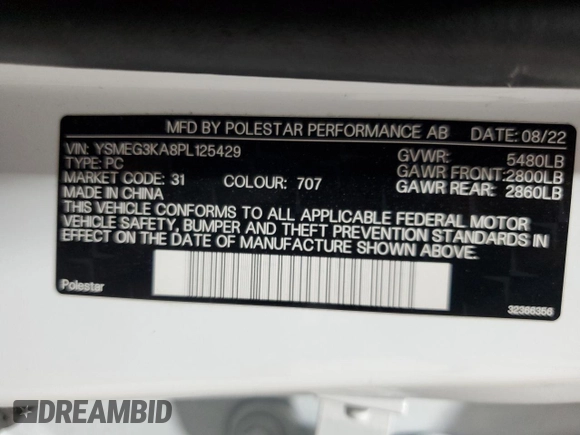 MFD BY POLESTAR PERFORMANCE AB DATE: 08/22
VIN: YSMEG3KA8PL125429 GVWR: 5480LB
TYPE: PC GAWR FRONT: 2800LB
MARKET CODE: 31 COLOUR: 707 GAWR REAR: 2860LB
MADE IN CHINA
THIS VEHICLE CONFORMS TO ALL APPLICABLE FEDERAL MOTOR
VEHICLE SAFETY, BUMPER AND THEFT PREVENTION STANDARDS IN
EFFECT ON THE DATE OF MANUFACTURE SHOWN ABOVE.
Polestar 32366356
DREAMBID